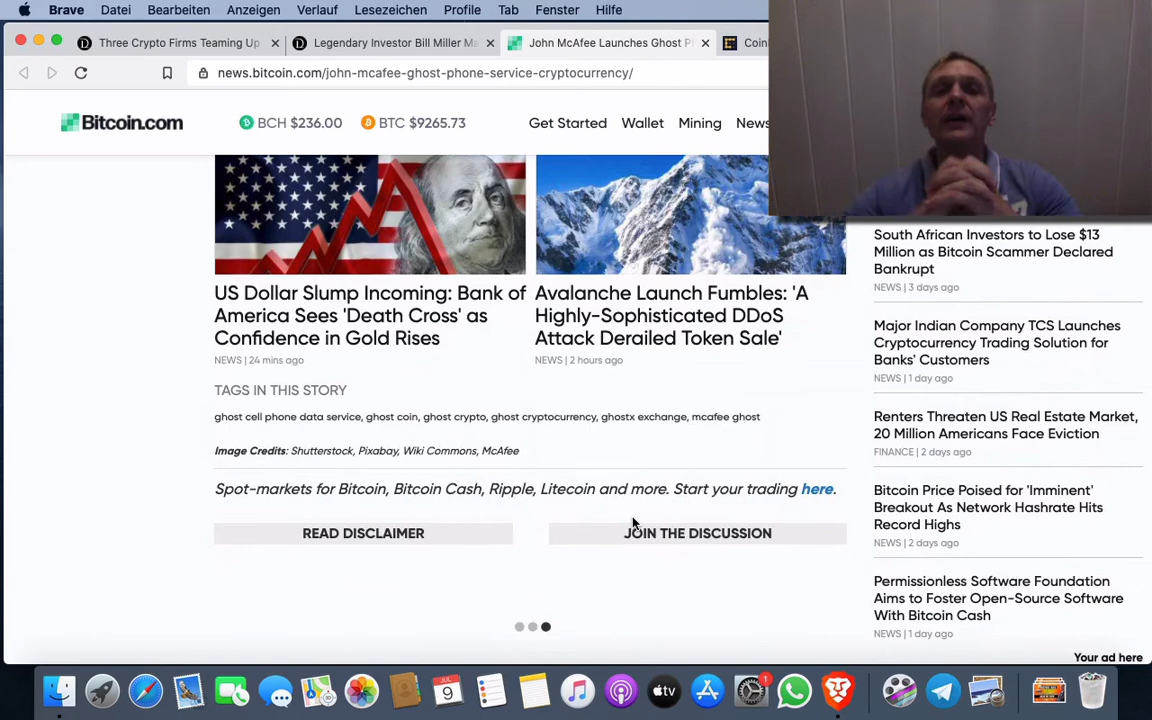 Brave Datei Bearbeiten Anzeigen Verlauf Lesezeichen Profile Tab Fenster Hilfe
Three Crypto Firms Teaming Up
Legendary Investor Bill Miller Ma
John McAfee Launches Ghost P
Coin
news.bitcoin.com/john-mcafee-ghost-phone-service-cryptocurrency/
Bitcoin.com
BCH $236.00
BTC $9265.73
Get Started Wallet Mining News
US Dollar Slump Incoming: Bank of
America Sees 'Death Cross' as
Confidence in Gold Rises
NEWS | 24 mins ago
Avalanche Launch Fumbles: 'A
Highly-Sophisticated DDoS
Attack Derailed Token Sale'
NEWS | 2 hours ago
TAGS IN THIS STORY
ghost cell phone data service, ghost coin, ghost crypto, ghost cryptocurrency, ghostx exchange, mcafee ghost
Image Credits: Shutterstock, Pixabay, Wiki Commons, McAfee
Spot-markets for Bitcoin, Bitcoin Cash, Ripple, Litecoin and more. Start your trading here.
READ DISCLAIMER
JOIN THE DISCUSSION
South African Investors to Lose $13
Million as Bitcoin Scammer Declared
Bankrupt
NEWS | 3 days ago
Major Indian Company TCS Launches
Cryptocurrency Trading Solution for
Banks' Customers
NEWS | 1 day ago
Renters Threaten US Real Estate Market,
20 Million Americans Face Eviction
FINANCE | 2 days ago
Bitcoin Price Poised for 'Imminent'
Breakout As Network Hashrate Hits
Record Highs
NEWS | 2 days ago
Permissionless Software Foundation
Aims to Foster Open-Source Software
With Bitcoin Cash
NEWS | 1 day ago
Your ad here
JUL
9
tv
1